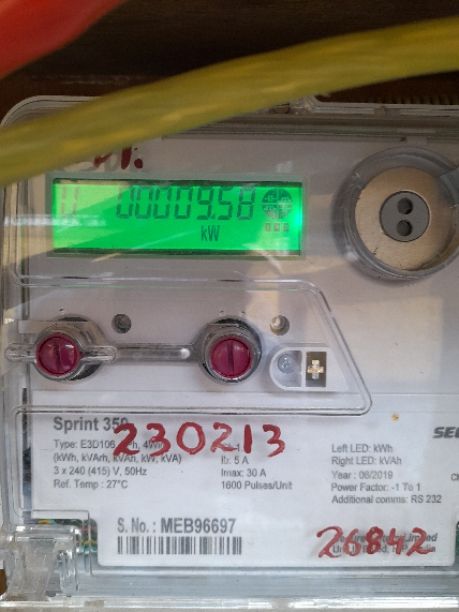 00009.58
kW
Sprint 350
230213
Type: E3D106
(kWh, kVArh, kVAh, kW, kVA)
3 x 240 (415) V, 50Hz
Ref. Temp : 27°C
Ib: 5 A
Imax: 30 A
1600 Pulses/Unit
Left LED: kWh
Right LED: kVAh
Year : 06/2019
Power Factor: -1 To 1
Additional comms: RS 232
S. No. : MEB96697
26842